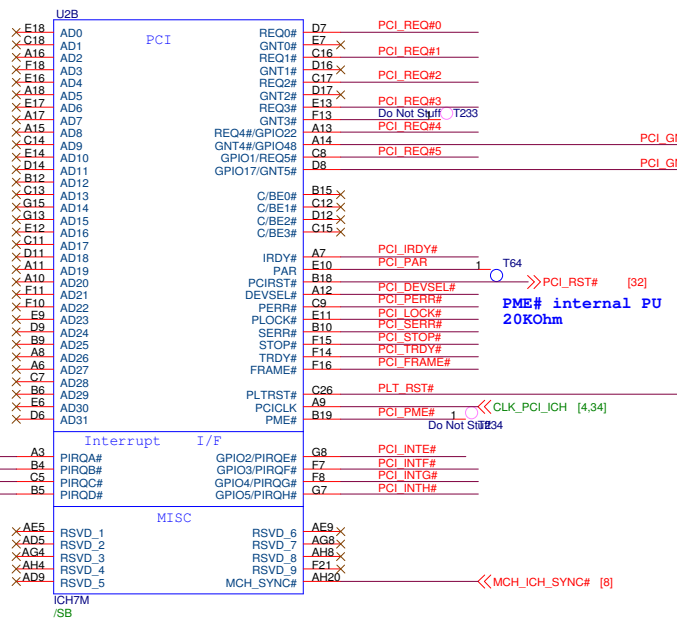 U2B
PCI
E18 AD0 REQ0# D7 PCI_REQ#0
C18 AD1 GNT0# E7
A16 AD2 REQ1# C16 PCI_REQ#1
F18 AD3 GNT1# D16
E16 AD4 REQ2# C17 PCI_REQ#2
A18 AD5 GNT2# D17
E17 AD6 REQ3# E13 PCI_REQ#3
A17 AD7 GNT3# F13 Do Not Stuff 1 T233
A15 AD8 REQ4#/GPIO22 A13 PCI_REQ#4
C14 AD9 GNT4#/GPIO48 A14
E14 AD10 GPIO1/REQ5# C8 PCI_REQ#5
D14 AD11 GPIO17/GNT5# D8
B12 AD12
C13 AD13 C/BE0# B15
G15 AD14 C/BE1# C12
G13 AD15 C/BE2# D12
E12 AD16 C/BE3# C15
C11 AD17
D11 AD18 IRDY# A7 PCI_IRDY#
A11 AD19 PAR E10 PCI_PAR 1 T64
A10 AD20 PCIRST# B18 PCI_RST# [32]
F11 AD21 DEVSEL# A12 PCI_DEVSEL#
F10 AD22 PERR# C9 PCI_PERR#
E9 AD23 PLOCK# E11 PCI_LOCK#
D9 AD24 SERR# B10 PCI_SERR#
B9 AD25 STOP# F15 PCI_STOP#
A8 AD26 TRDY# F14 PCI_TRDY#
A6 AD27 FRAME# F16 PCI_FRAME#
C7 AD28
B6 AD29 PLTRST# C26 PLT_RST#
E6 AD30 PCICLK A9 CLK_PCI_ICH [4,34]
D6 AD31 PME# B19 PCI_PME# 1
Do Not Stuff
PME# internal PU
20KOhm
Interrupt I/F
A3 PIRQA# GPIO2/PIRQE# G8 PCI_INTE#
B4 PIRQB# GPIO3/PIRQF# F7 PCI_INTF#
C5 PIRQC# GPIO4/PIRQG# F8 PCI_INTG#
B5 PIRQD# GPIO5/PIRQH# G7 PCI_INTH#
MISC
AE5 RSVD_1 RSVD_6 AE9
AD5 RSVD_2 RSVD_7 AG8
AG4 RSVD_3 RSVD_8 AH8
AH4 RSVD_4 RSVD_9 F21
AD9 RSVD_5 MCH_SYNC# AH20 MCH_ICH_SYNC# [8]
ICH7M
/SB